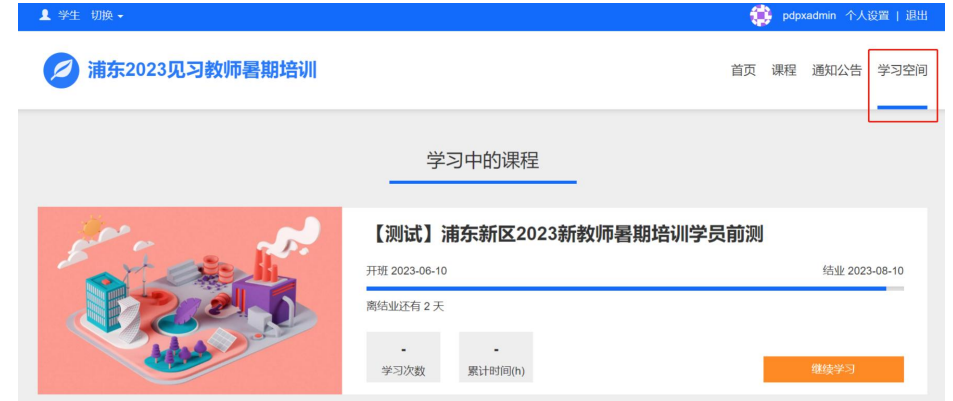 学生 切换 pdpxadmin 个人设置 | 退出
浦东2023见习教师暑期培训 首页 课程 通知公告 学习空间
学习中的课程
【测试】浦东新区2023新教师暑期培训学员前测
开班 2023-06-10 结业 2023-08-10
离结业还有 2 天
- -
学习次数 累计时间(h) 继续学习